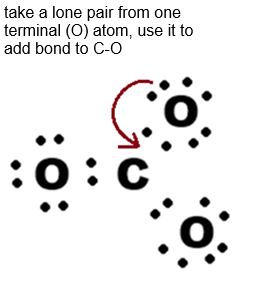 take a lone pair from one
terminal (O) atom, use it to
add bond to C-O
O
O C
O